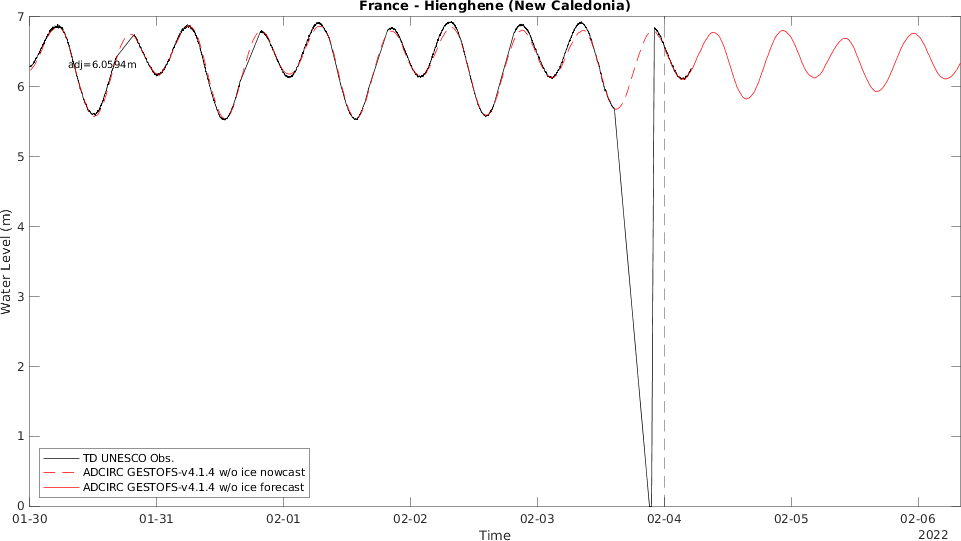 France - Hienghene (New Caledonia)
7
6
5
4
3
2
1
0
Water Level (m)
adj=6.0594m
TD UNESCO Obs.
ADCIRC GESTOFS-v4.1.4 w/o ice nowcast
ADCIRC GESTOFS-v4.1.4 w/o ice forecast
01-30 01-31 02-01 02-02 02-03 02-04 02-05 02-06
Time
2022